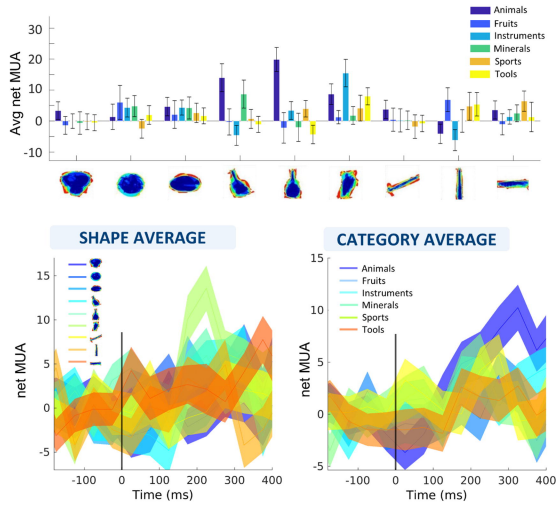 Animals
Fruits
Instruments
Minerals
Sports
Tools
Avg net MUA
30
20
10
0
-10
SHAPE AVERAGE
CATEGORY AVERAGE
net MUA
15
10
5
0
-5
-100 0 100 200 300 400
Time (ms)
net MUA
15
10
5
0
-5
Animals
Fruits
Instruments
Minerals
Sports
Tools
-100 0 100 200 300 400
Time (ms)